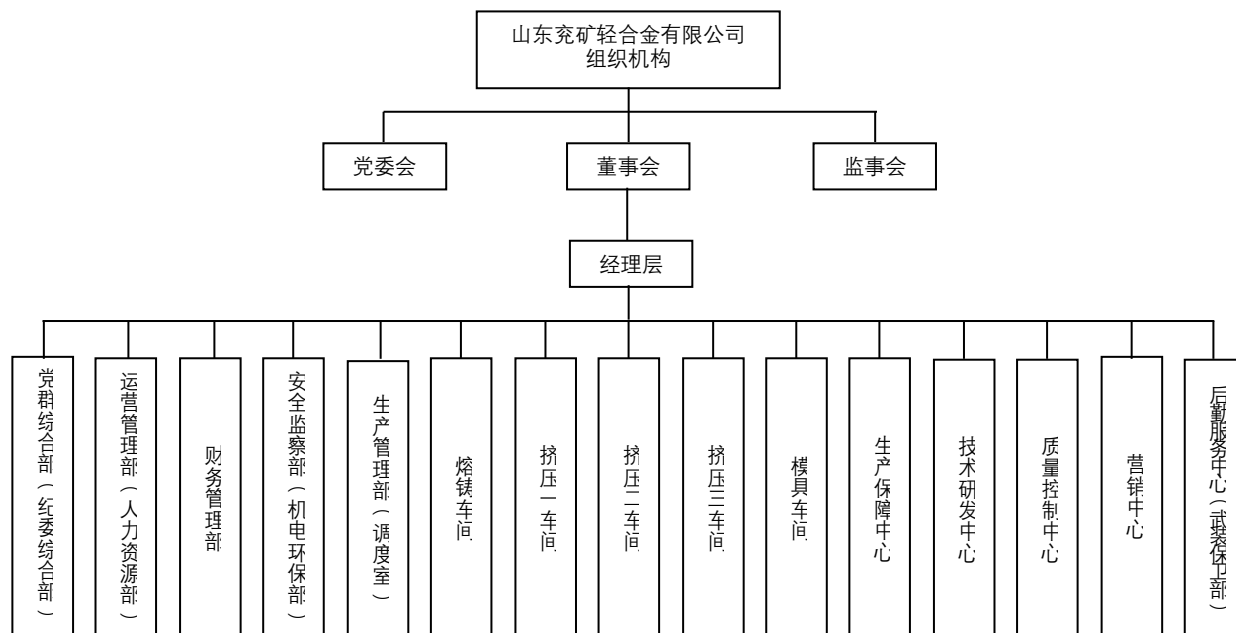 山东兖矿轻合金有限公司
组织机构
党委会
董事会
监事会
经理层
党群综合部（纪委综合部）
运营管理部（人力资源部）
财务管理部
安全监察部（机电环保部）
生产管理部（调度室）
熔铸车间
挤压一车间
挤压二车间
挤压三车间
模具车间
生产保障中心
技术研发中心
质量控制中心
营销中心
后勤服务中心（武装保卫部）